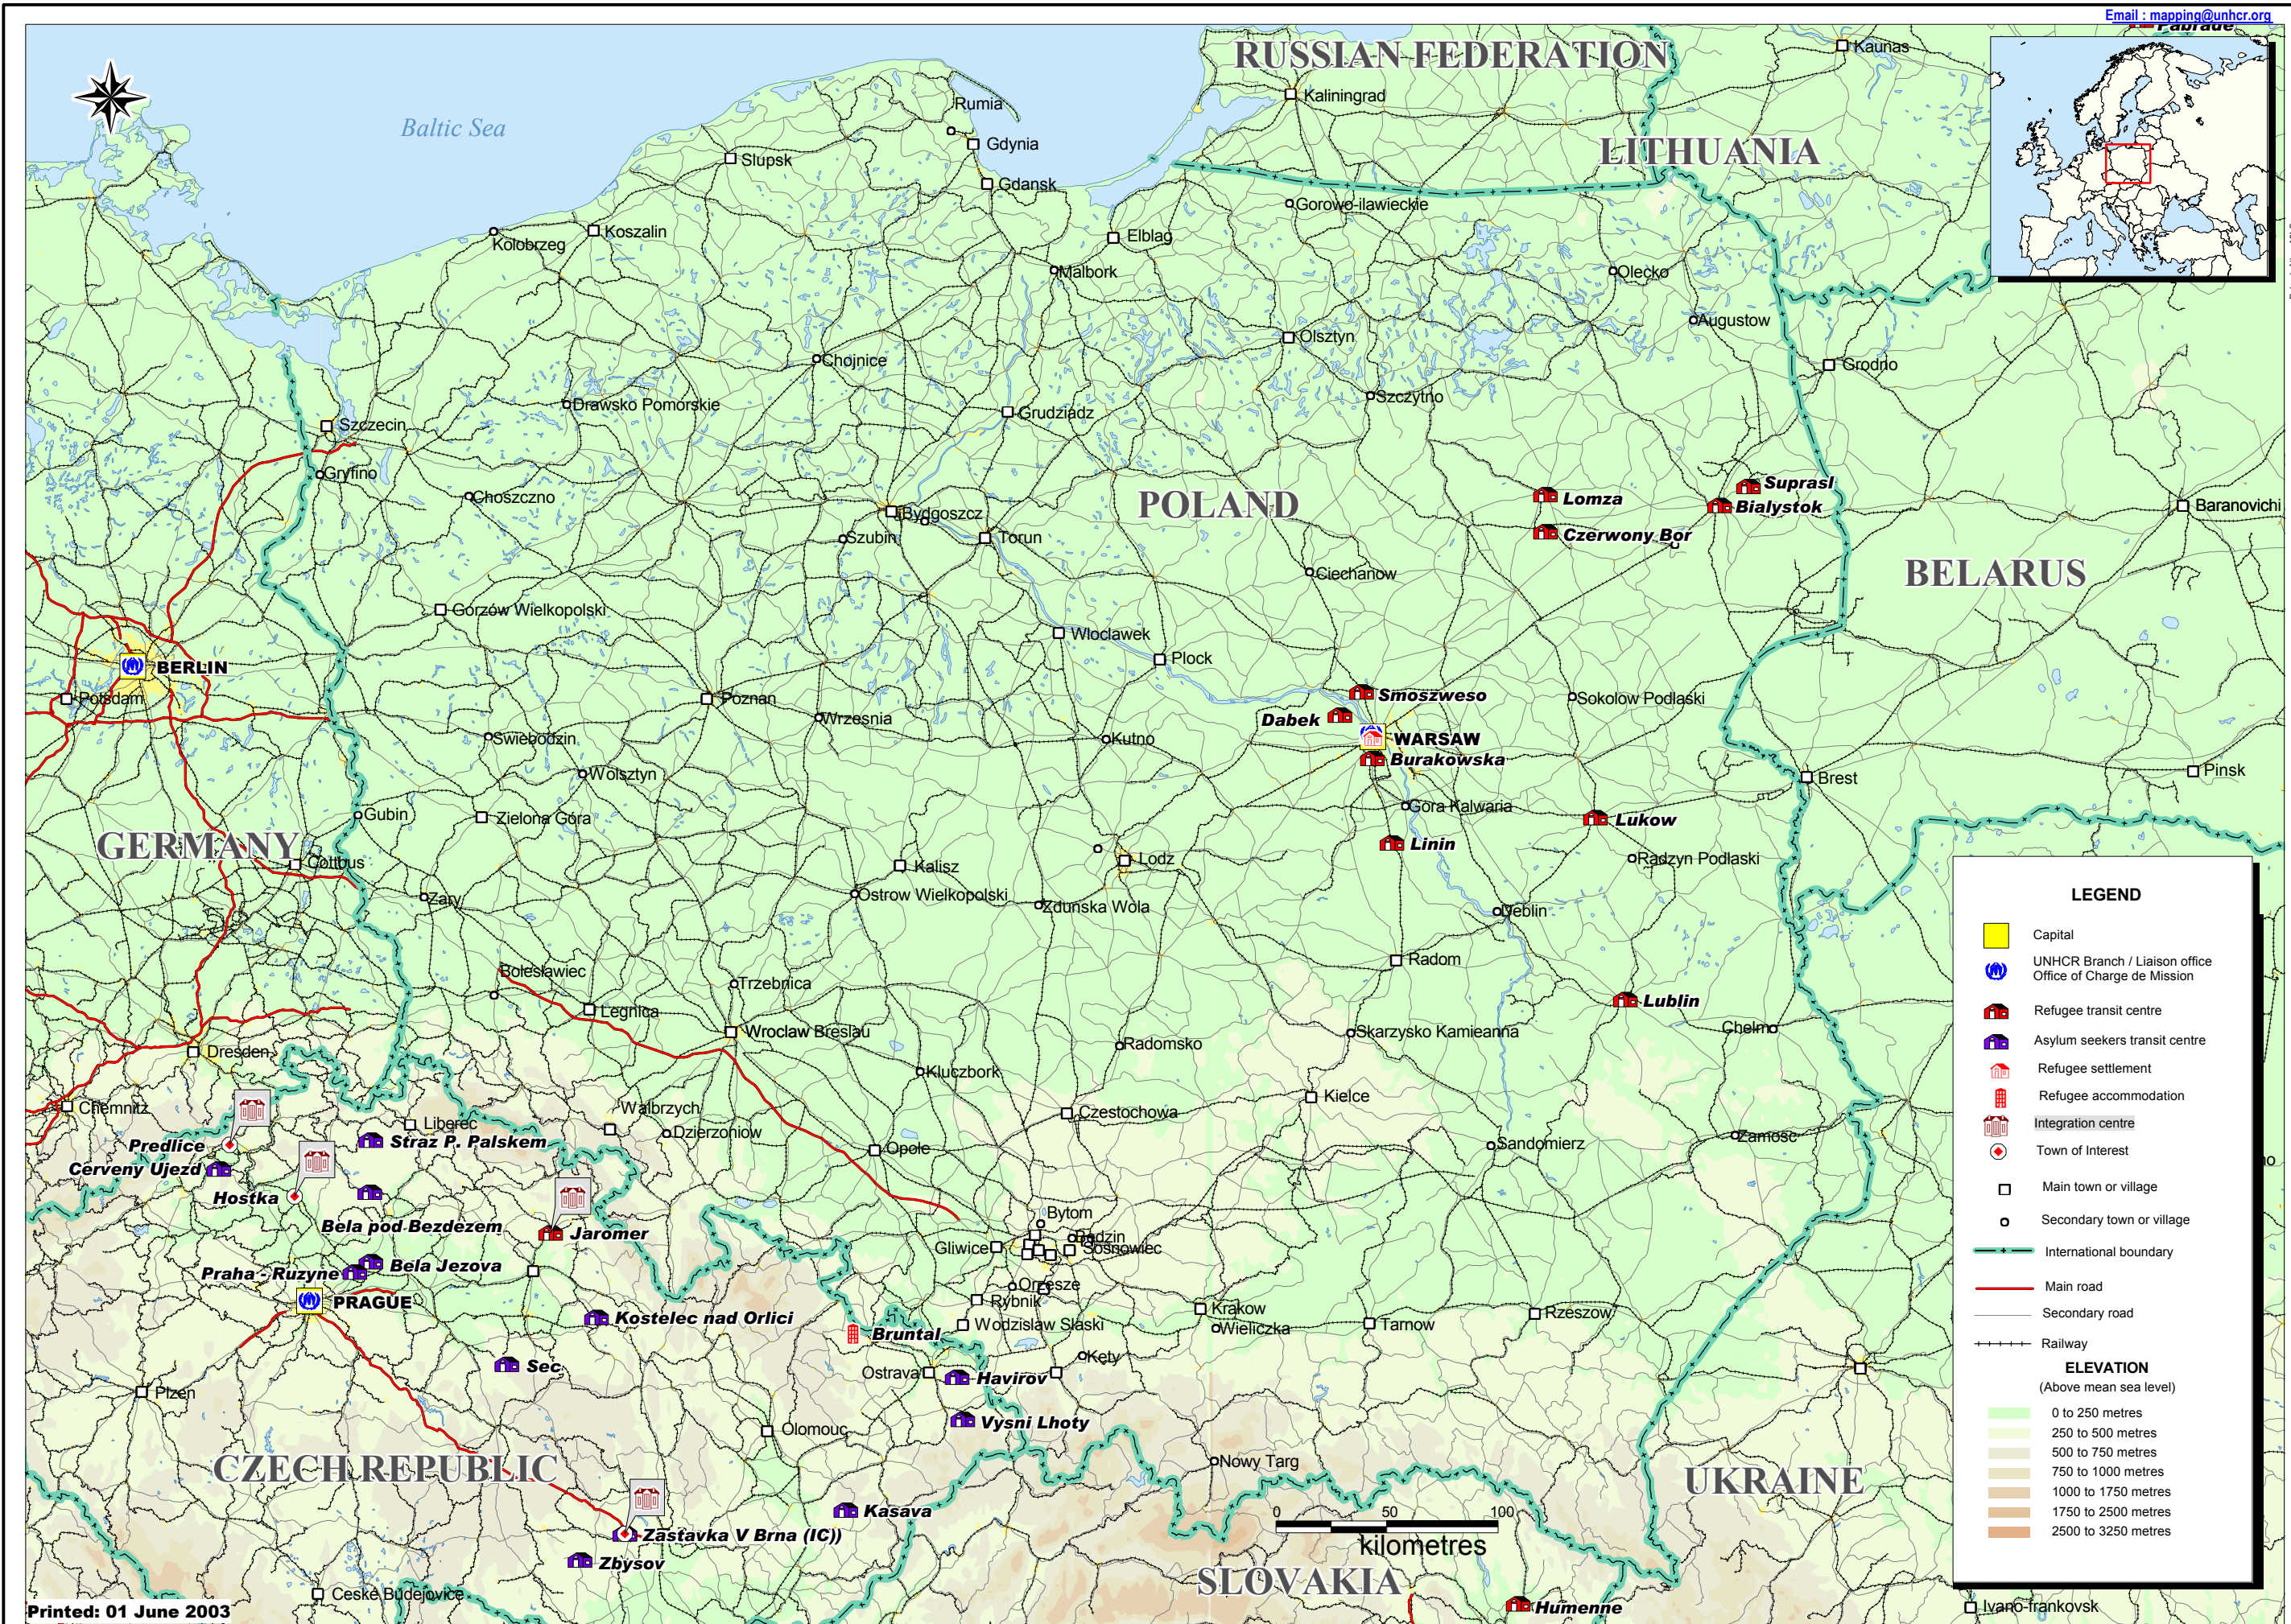 Email : mapping@unhcr.org
Pabrade
RUSSIAN FEDERATION
Kaunas
Kaliningrad
Rumia
Baltic Sea
Gdynia
LITHUANIA
Slupsk
Gdansk
Gorowo-ilawieckie
Koszalin
Kolobrzeg
Elblag
Malbork
Olecko
Augustow
Olsztyn
Chojnice
Grodno
Szczytno
Drawsko Pomorskie
Grudziadz
Szczecin
Gryfino
Suprasl
Choszczno
Lomza
POLAND
Bialystok
Baranovichi
Bydgoszcz
Czerwony Bor
Szubin
Torun
BELARUS
Ciechanow
Gorzów Wielkopolski
Wloclawek
Plock
BERLIN
Potsdam
Poznan
Smoszweso
Sokolow Podlaski
Wrzesnia
Dabek
Swiebodzin
Kutno
WARSAW
Burakowska
Wolsztyn
Pinsk
Brest
Gora Kalwaria
Gubin
Zielona Góra
Lukow
GERMANY
Linin
Cottbus
Lodz
Radzyn Podlaski
Kalisz
Zary
Ostrow Wielkopolski
Zdunska Wola
Deblin
Radom
Boleslawiec
Trzebnica
Lublin
Legnica
Wroclaw Breslau
Skarzysko Kamieanna
Chelmo
Radomsko
Dresden
Kluczbork
Kielce
Chemnitz
Walbrzych
Czestochowa
Liberec
Dzierzoniow
Zamosc
Predlice
Straz P. Palskem
Sandomierz
Opole
Cerveny Ujezd
Hostka
Bela pod Bezdezem
Jaromer
Bytom
Bedzin
Gliwice
Sosnowiec
Bela Jezova
Praha - Ruzyne
Orzesze
PRAGUE
Rybnik
Krakow
Rzeszow
Kostelec nad Orlici
Wodzislaw Slaski
Wieliczka
Tarnow
Bruntal
Kety
Sec
Ostrava
Havirov
Plzen
Vysni Lhoty
Olomouc
CZECH REPUBLIC
Nowy Targ
UKRAINE
Kasava
0 50 100
kilometres
Zastavka V Brna (IC))
Zbysov
SLOVAKIA
Ceské Budejovice
Humenne
Ivano-frankovsk
Printed: 01 June 2003
LEGEND
Capital
UNHCR Branch / Liaison office
Office of Charge de Mission
Refugee transit centre
Asylum seekers transit centre
Refugee settlement
Refugee accommodation
Integration centre
Town of Interest
Main town or village
Secondary town or village
International boundary
Main road
Secondary road
Railway
ELEVATION
(Above mean sea level)
0 to 250 metres
250 to 500 metres
500 to 750 metres
750 to 1000 metres
1000 to 1750 metres
1750 to 2500 metres
2500 to 3250 metres